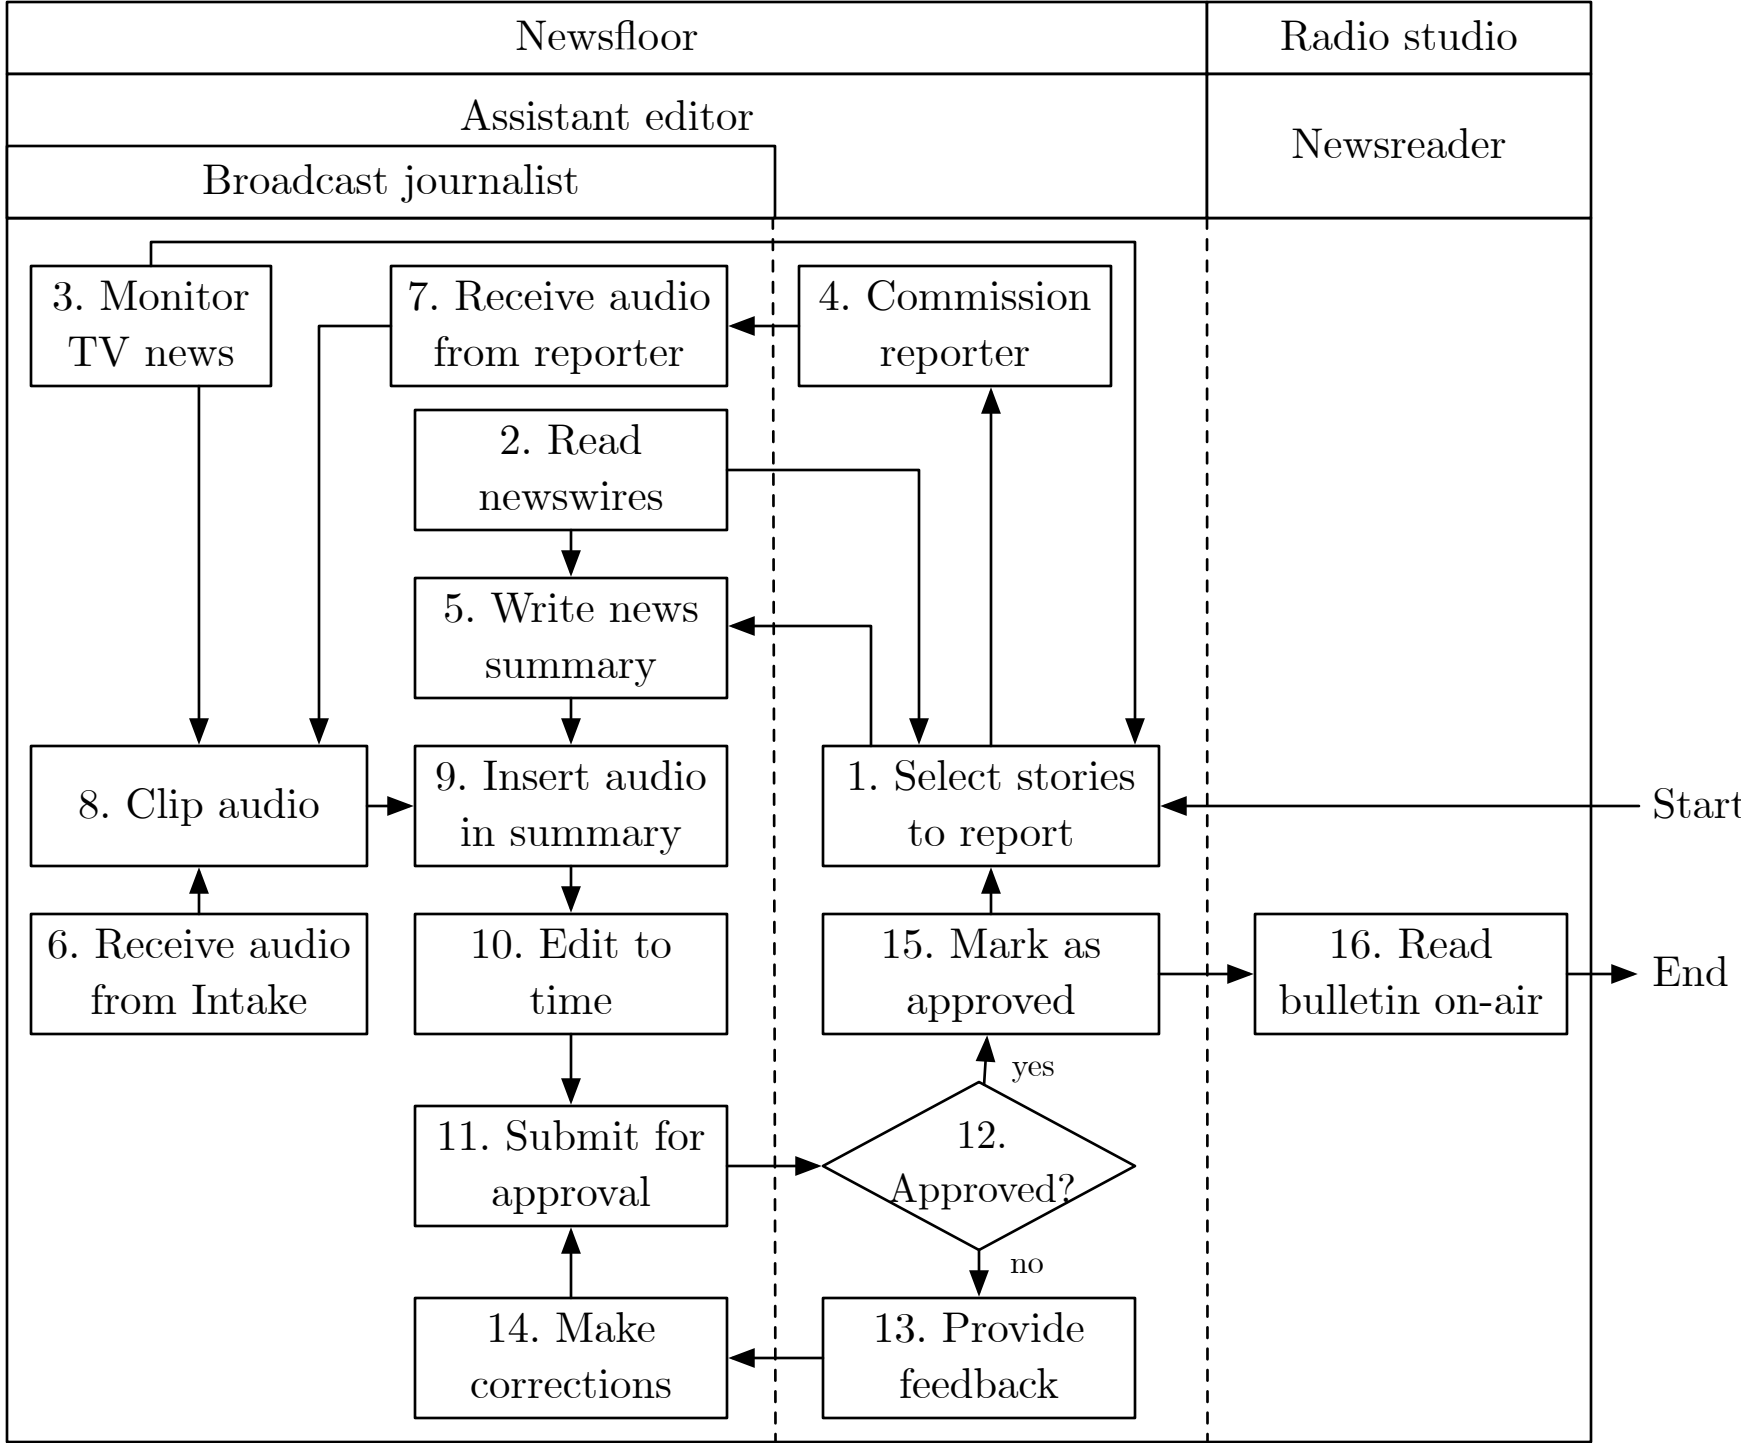 Newsfloor
Radio studio
Assistant editor
Newsreader
Broadcast journalist
3. Monitor
TV news
7. Receive audio
from reporter
4. Commission
reporter
2. Read
newswires
5. Write news
summary
8. Clip audio
9. Insert audio
in summary
1. Select stories
to report
Start
6. Receive audio
from Intake
10. Edit to
time
15. Mark as
approved
16. Read
bulletin on-air
End
yes
11. Submit for
approval
12.
Approved?
no
14. Make
corrections
13. Provide
feedback